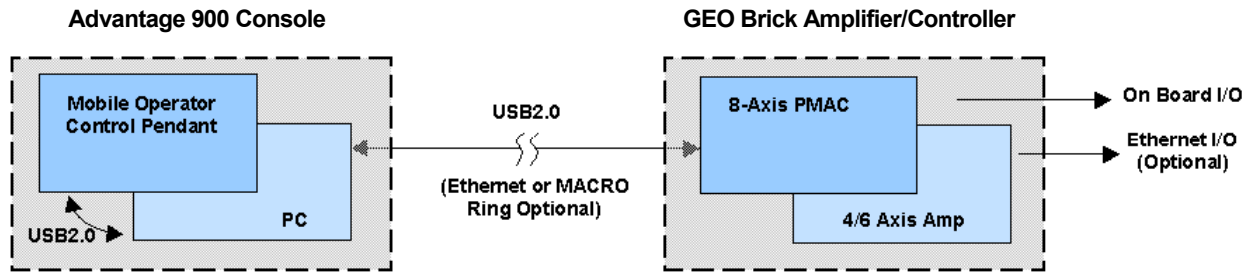 Advantage 900 Console
GEO Brick Amplifier/Controller
Mobile Operator
Control Pendant
PC
USB2.0
USB2.0
(Ethernet or MACRO
Ring Optional)
8-Axis PMAC
4/6 Axis Amp
On Board I/O
Ethernet I/O
(Optional)